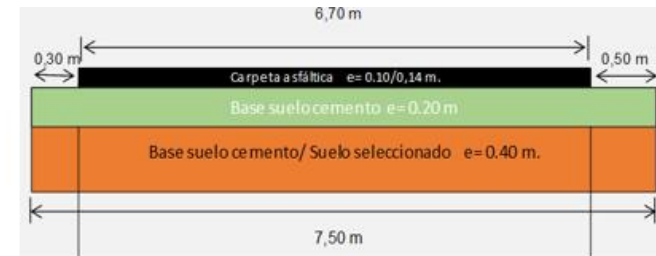 6,70 m
0,30 m
0,50 m
Carpeta asfáltica e= 0.10/0,14 m.
Base suelo cemento e= 0.20 m
Base suelo cemento/ Suelo seleccionado e= 0.40 m.
7,50 m